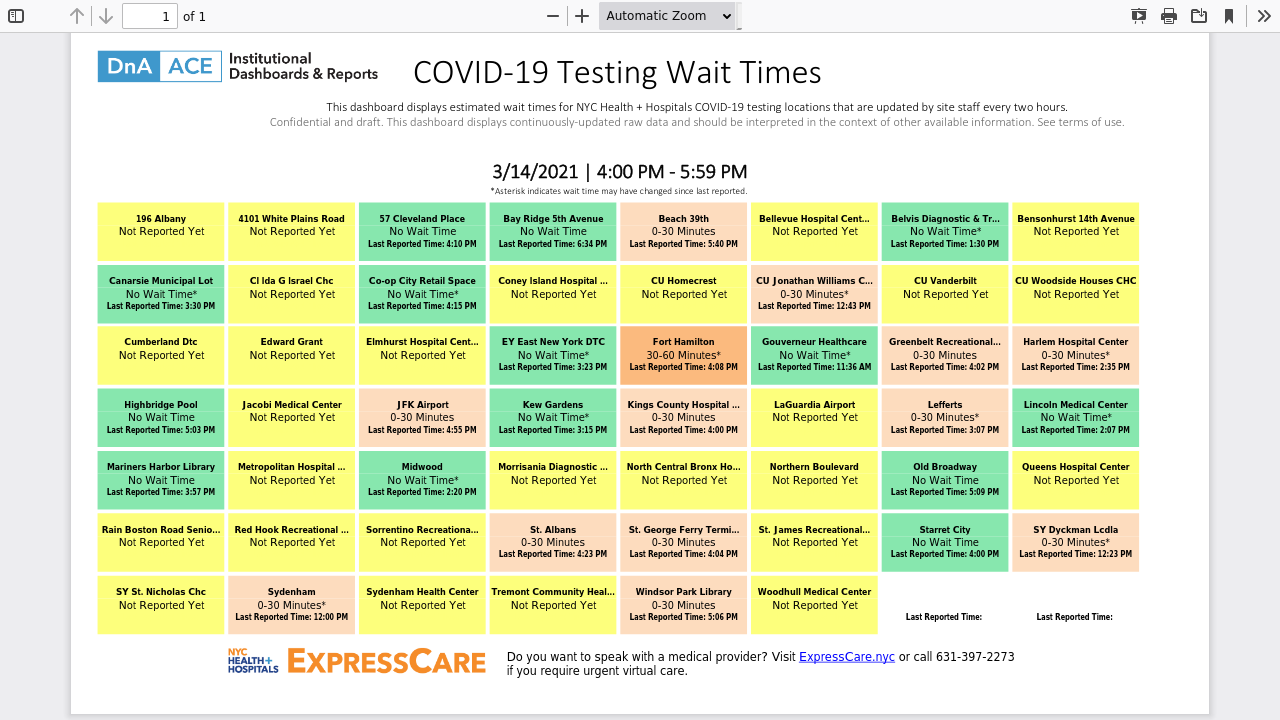 1 of 1 Automatic Zoom
DnA ACE Institutional
Dashboards & Reports
COVID-19 Testing Wait Times
This dashboard displays estimated wait times for NYC Health + Hospitals COVID-19 testing locations that are updated by site staff every two hours.
Confidential and draft. This dashboard displays continuously-updated raw data and should be interpreted in the context of other available information. See terms of use.
3/14/2021 | 4:00 PM - 5:59 PM
*Asterisk indicates wait time may have changed since last reported.
196 Albany
Not Reported Yet
4101 White Plains Road
Not Reported Yet
57 Cleveland Place
No Wait Time
Last Reported Time: 4:10 PM
Bay Ridge 5th Avenue
No Wait Time
Last Reported Time: 6:34 PM
Beach 39th
0-30 Minutes
Last Reported Time: 5:40 PM
Bellevue Hospital Cent...
Not Reported Yet
Belvis Diagnostic & Tr...
No Wait Time*
Last Reported Time: 1:30 PM
Bensonhurst 14th Avenue
Not Reported Yet
Canarsie Municipal Lot
No Wait Time*
Last Reported Time: 3:30 PM
Cl Ida G Israel Chc
Not Reported Yet
Co-op City Retail Space
No Wait Time*
Last Reported Time: 4:15 PM
Coney Island Hospital ...
Not Reported Yet
CU Homecrest
Not Reported Yet
CU Jonathan Williams C...
0-30 Minutes*
Last Reported Time: 12:43 PM
CU Vanderbilt
Not Reported Yet
CU Woodside Houses CHC
Not Reported Yet
Cumberland Dtc
Not Reported Yet
Edward Grant
Not Reported Yet
Elmhurst Hospital Cent...
Not Reported Yet
EY East New York DTC
No Wait Time*
Last Reported Time: 3:23 PM
Fort Hamilton
30-60 Minutes*
Last Reported Time: 4:08 PM
Gouverneur Healthcare
No Wait Time*
Last Reported Time: 11:36 AM
Greenbelt Recreational...
0-30 Minutes
Last Reported Time: 4:02 PM
Harlem Hospital Center
0-30 Minutes*
Last Reported Time: 2:35 PM
Highbridge Pool
No Wait Time
Last Reported Time: 5:03 PM
Jacobi Medical Center
Not Reported Yet
JFK Airport
0-30 Minutes
Last Reported Time: 4:55 PM
Kew Gardens
No Wait Time*
Last Reported Time: 3:15 PM
Kings County Hospital ...
0-30 Minutes
Last Reported Time: 4:00 PM
LaGuardia Airport
Not Reported Yet
Lefferts
0-30 Minutes*
Last Reported Time: 3:07 PM
Lincoln Medical Center
No Wait Time*
Last Reported Time: 2:07 PM
Mariners Harbor Library
No Wait Time
Last Reported Time: 3:57 PM
Metropolitan Hospital ...
Not Reported Yet
Midwood
No Wait Time*
Last Reported Time: 2:20 PM
Morrisania Diagnostic ...
Not Reported Yet
North Central Bronx Ho...
Not Reported Yet
Northern Boulevard
Not Reported Yet
Old Broadway
No Wait Time
Last Reported Time: 5:09 PM
Queens Hospital Center
Not Reported Yet
Rain Boston Road Senio...
Not Reported Yet
Red Hook Recreational ...
Not Reported Yet
Sorrentino Recreationa...
Not Reported Yet
St. Albans
0-30 Minutes
Last Reported Time: 4:23 PM
St. George Ferry Termi...
0-30 Minutes
Last Reported Time: 4:04 PM
St. James Recreational...
Not Reported Yet
Starret City
No Wait Time
Last Reported Time: 4:00 PM
SY Dyckman Lcdla
0-30 Minutes*
Last Reported Time: 12:23 PM
SY St. Nicholas Chc
Not Reported Yet
Sydenham
0-30 Minutes*
Last Reported Time: 12:00 PM
Sydenham Health Center
Not Reported Yet
Tremont Community Heal...
Not Reported Yet
Windsor Park Library
0-30 Minutes
Last Reported Time: 5:06 PM
Woodhull Medical Center
Not Reported Yet
Last Reported Time:
Last Reported Time:
NYC
HEALTH+
HOSPITALS
EXPRESSCARE
Do you want to speak with a medical provider? Visit ExpressCare.nyc or call 631-397-2273
if you require urgent virtual care.